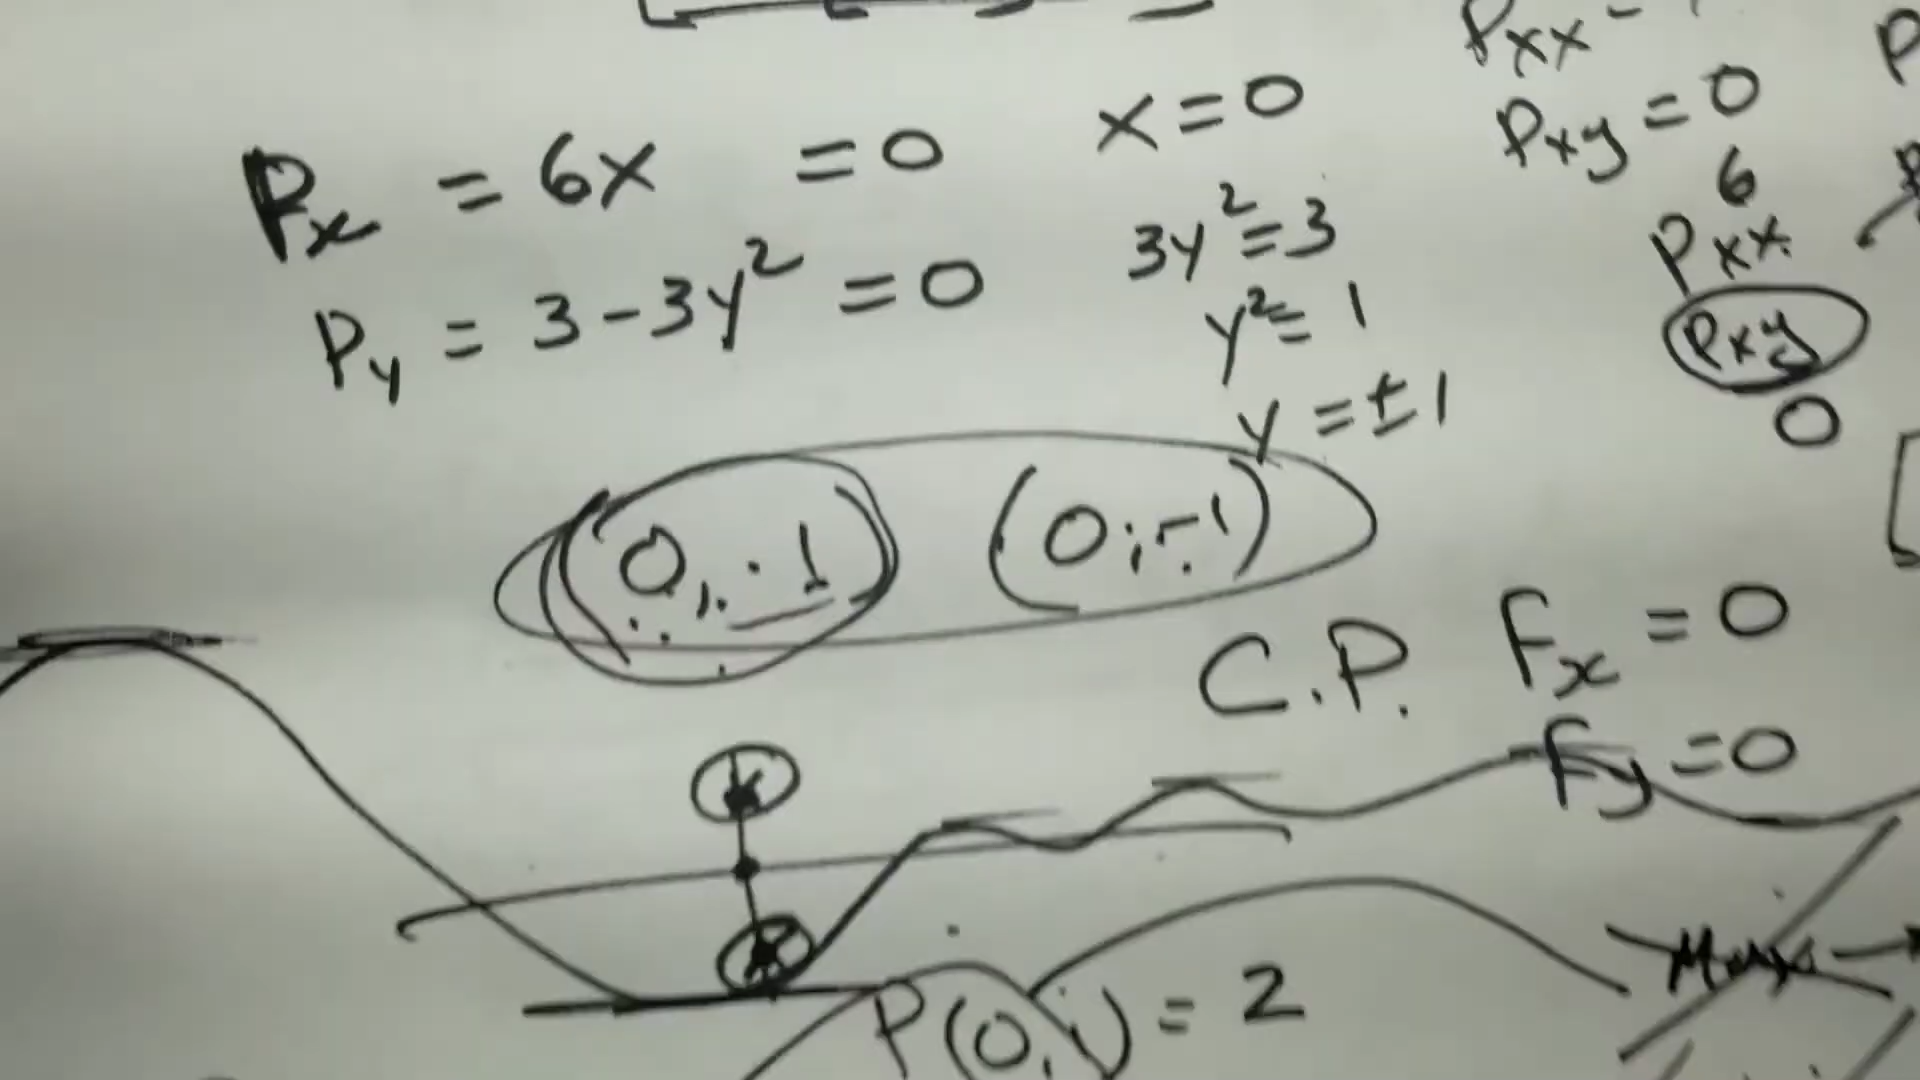 Px = 6x = 0
Py = 3 - 3y² = 0
x = 0
3y² = 3
y² = 1
y = ± 1
Pxx
Pxy = 0
6
Pxx
Pxy
0
(0, 1) (0, -1)
C.P. Fx = 0
Fy = 0
P(0, 1) = 2